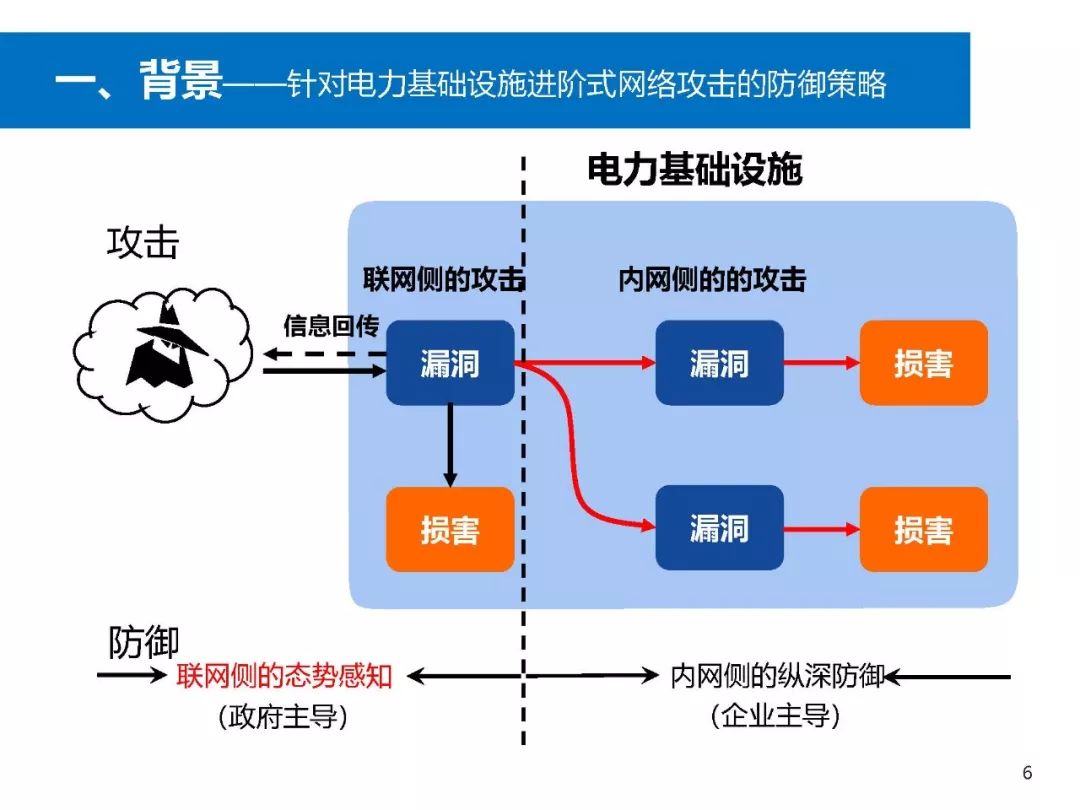 一、背景——针对电力基础设施进阶式网络攻击的防御策略
电力基础设施
攻击
联网侧的攻击
内网侧的的攻击
信息回传
漏洞
漏洞
损害
损害
漏洞
损害
防御
联网侧的态势感知
内网侧的纵深防御
（政府主导）
（企业主导）
6